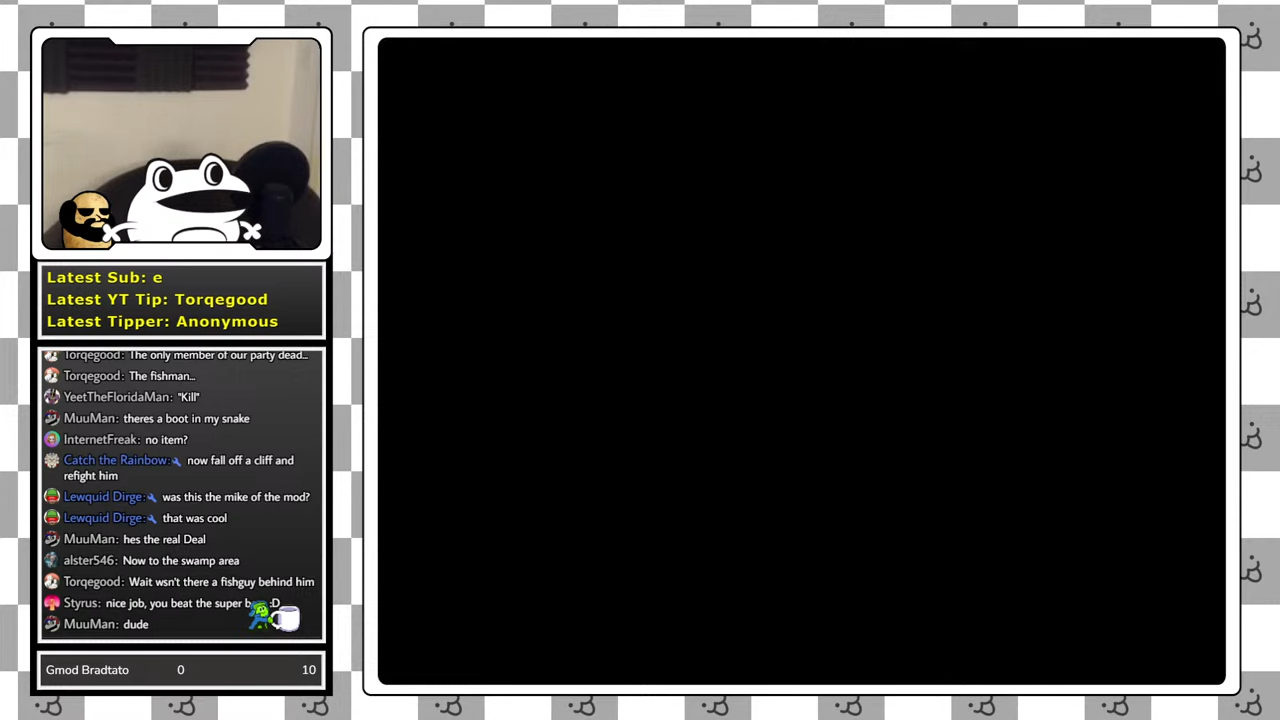 Latest Sub: e
Latest YT Tip: Torqegood
Latest Tipper: Anonymous
Torqegood: The only member of our party dead...
Torqegood: The fishman...
YeetTheFloridaMan: "Kill"
MuuMan: theres a boot in my snake
InternetFreak: no item?
Catch the Rainbow: now fall off a cliff and
refight him
Lewquid Dirge: was this the mike of the mod?
Lewquid Dirge: that was cool
MuuMan: hes the real Deal
alster546: Now to the swamp area
Torqegood: Wait wsn't there a fishguy behind him
Styrus: nice job, you beat the super :D
MuuMan: dude
Gmod Bradtato 0 10